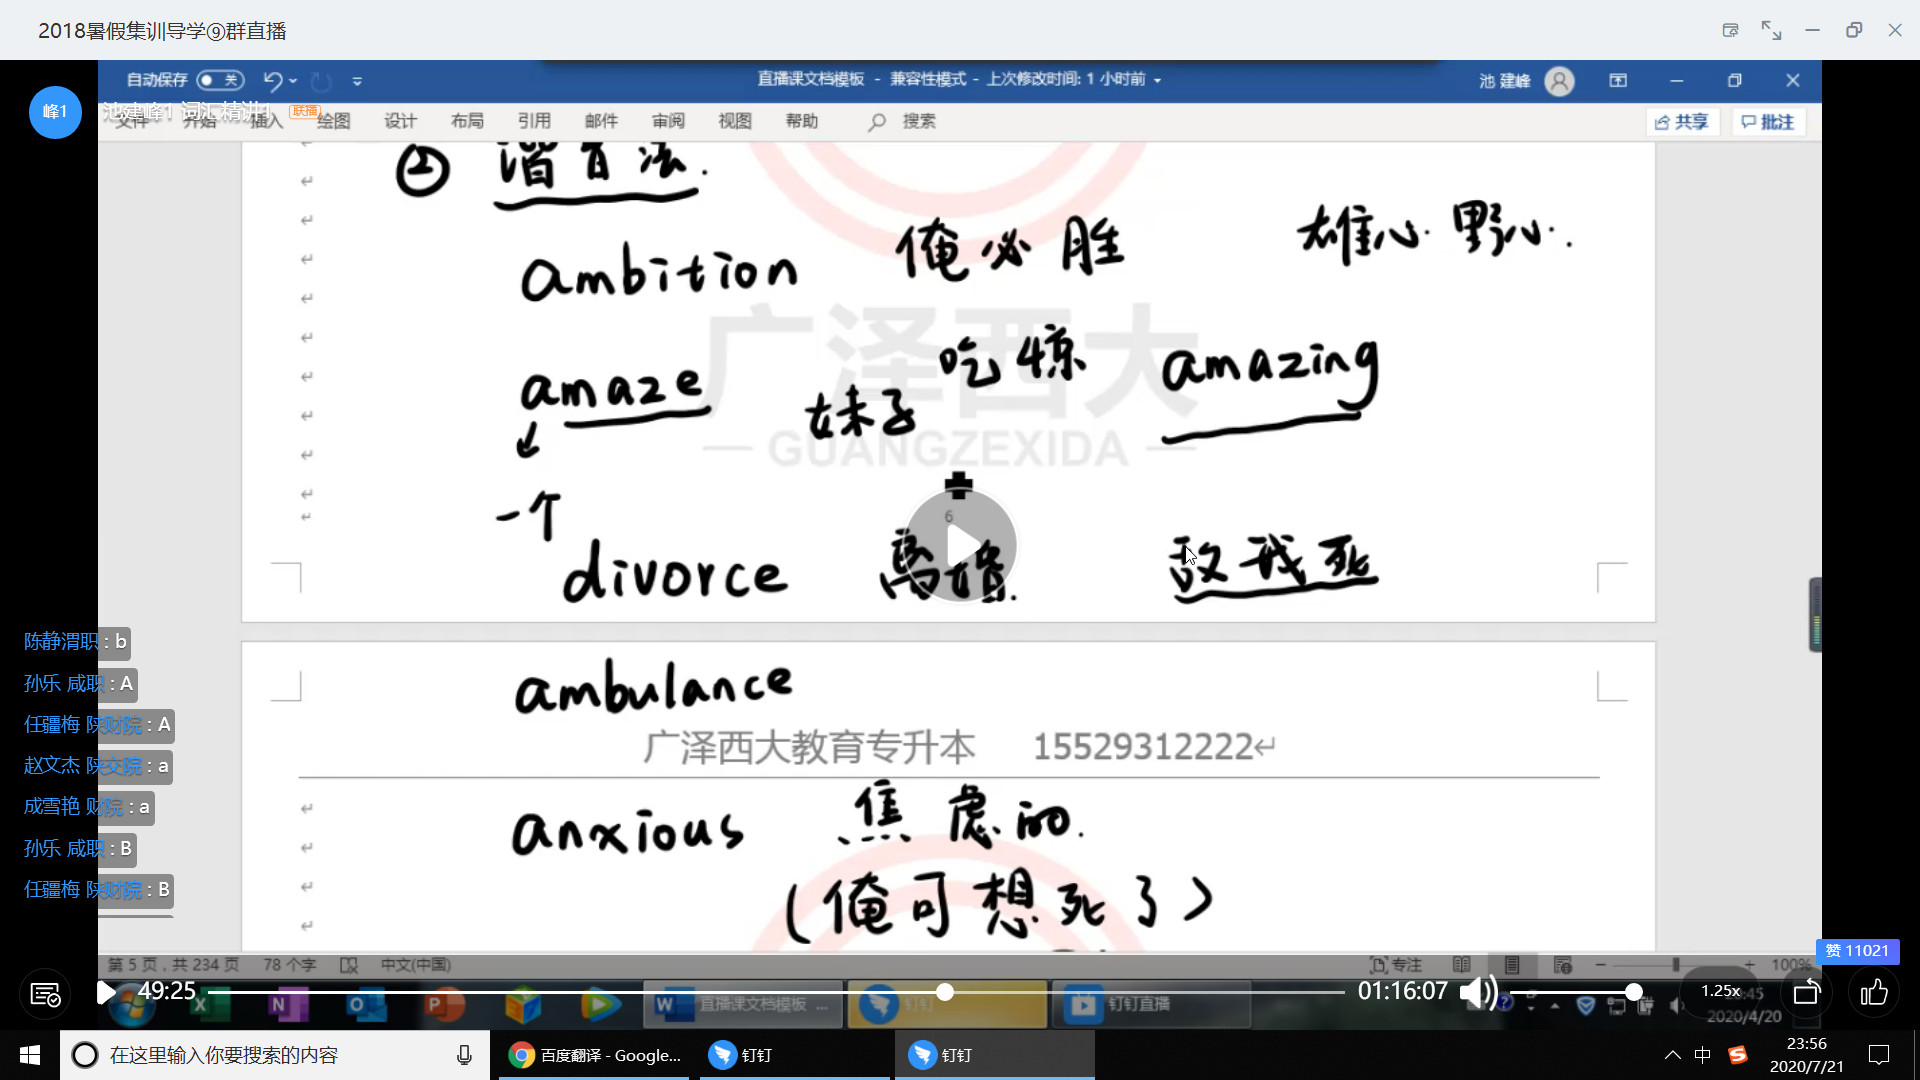 2018暑假集训导学⑨群直播
自动保存 关 直播课文档模板 - 兼容性模式 - 上次修改时间: 1 小时前 池 建峰
峰1 池建峰1 词汇精讲1 联播
文件 开始 插入 绘图 设计 布局 引用 邮件 审阅 视图 帮助 搜索 共享 批注
② 谐音法.
ambition 俺必胜 雄心. 野心.
广泽西大
amaze 妹子 吃惊 amazing
— GUANGZEXIDA —
一个
6
divorce 离婚. 敌我死
ambulance
广泽西大教育专升本 15529312222
anxious 焦虑的.
(俺可想死了)
陈静渭职 : b
孙乐 咸职 : A
任疆梅 陕财院 : A
赵文杰 陕交院 : a
成雪艳 财院 : a
孙乐 咸职 : B
任疆梅 陕财院 : B
赞 11021
第 5 页，共 234 页 78 个字 中文(中国) 专注 100%
49:25 01:16:07 1.25x
直播课文档模板 ... 钉钉 钉钉直播 2020/4/20
在这里输入你要搜索的内容 百度翻译 - Google... 钉钉 钉钉 中 23:56
2020/7/21